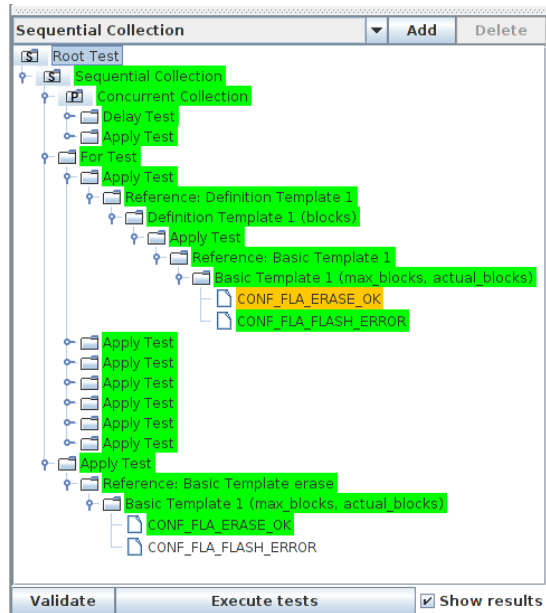 Sequential Collection Add Delete
S Root Test
S Sequential Collection
P Concurrent Collection
Delay Test
Apply Test
For Test
Apply Test
Reference: Definition Template 1
Definition Template 1 (blocks)
Apply Test
Reference: Basic Template 1
Basic Template 1 (max_blocks, actual_blocks)
CONF_FLA_ERASE_OK
CONF_FLA_FLASH_ERROR
Apply Test
Apply Test
Apply Test
Apply Test
Apply Test
Apply Test
Apply Test
Reference: Basic Template erase
Basic Template 1 (max_blocks, actual_blocks)
CONF_FLA_ERASE_OK
CONF_FLA_FLASH_ERROR
Validate Execute tests Show results